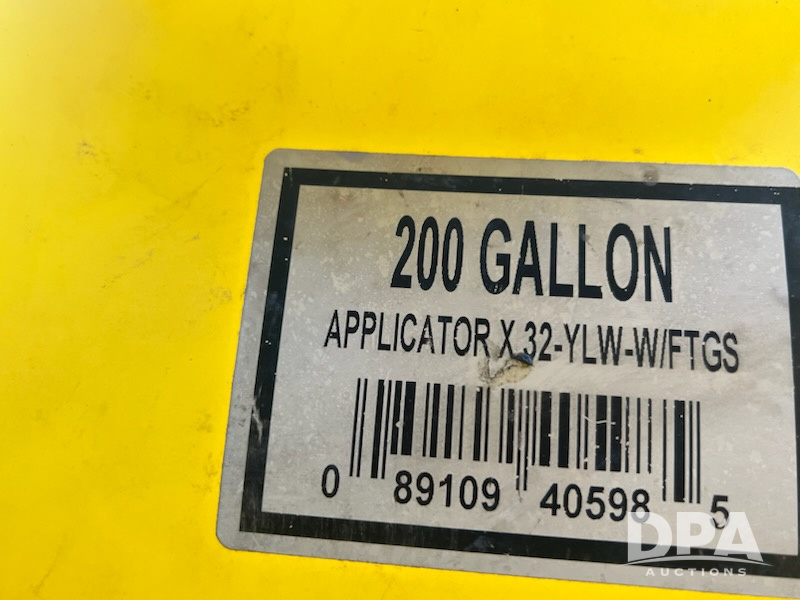 200 GALLON
APPLICATOR X 32-YLW-W/FTGS
0 89109 40598 5
DPA
AUCTIONS